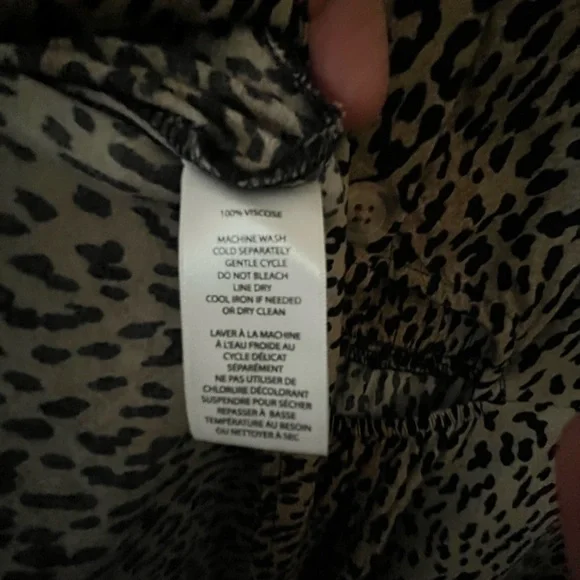 100% VISCOSE
MACHINE WASH
COLD SEPARATELY
GENTLE CYCLE
DO NOT BLEACH
LINE DRY
COOL IRON IF NEEDED
OR DRY CLEAN
LAVER À LA MACHINE
À L'EAU FROIDE AU
CYCLE DÉLICAT
SÉPARÉMENT
NE PAS UTILISER DE
CHLORURE DÉCOLORANT
SUSPENDRE POUR SÉCHER
REPASSER À BASSE
TEMPÉRATURE AU BESOIN
OU NETTOYER À SEC